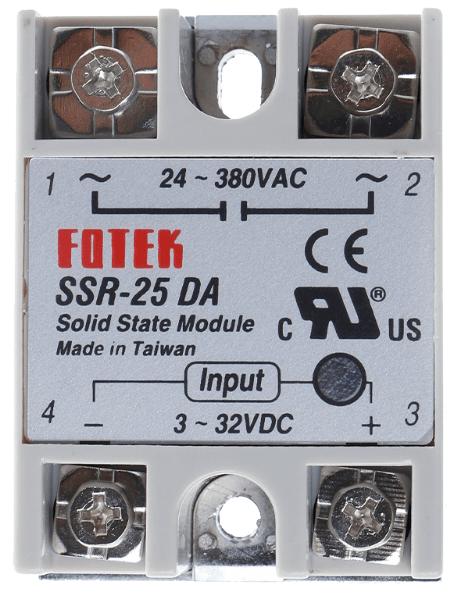 1 ~ 24 ~ 380VAC ~ 2
FOTEK
CE
SSR-25 DA
Solid State Module
C RU® US
Made in Taiwan
Input
4 − 3 ~ 32VDC + 3